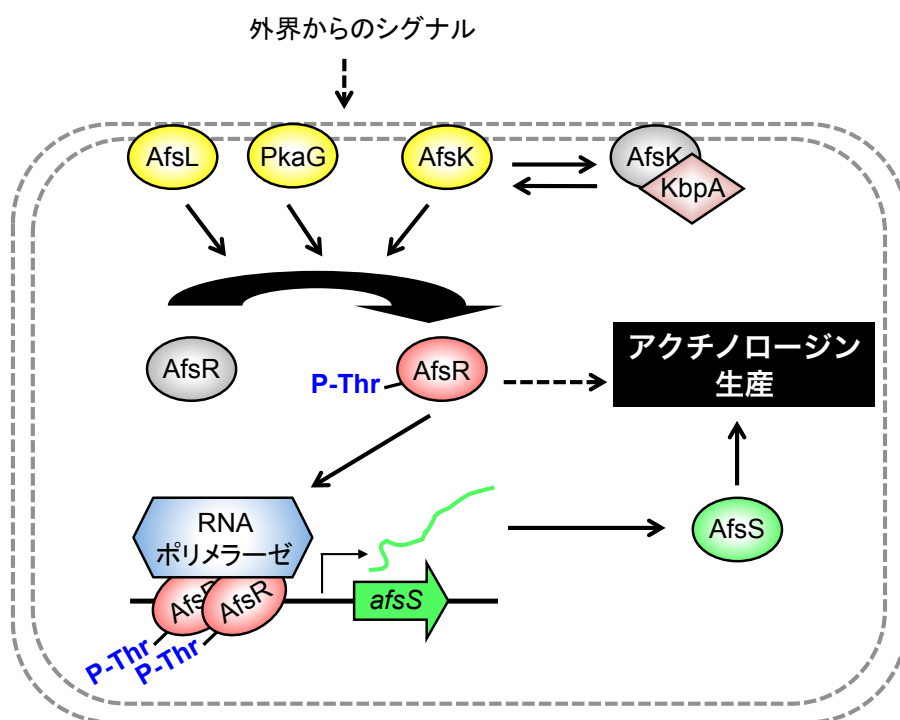 外界からのシグナル
AfsL
PkaG
AfsK
AfsK
KbpA
AfsR
P-Thr
AfsR
アクチノロージン
生産
RNA
ポリメラーゼ
AfsR
AfsR
P-Thr
P-Thr
afsS
AfsS